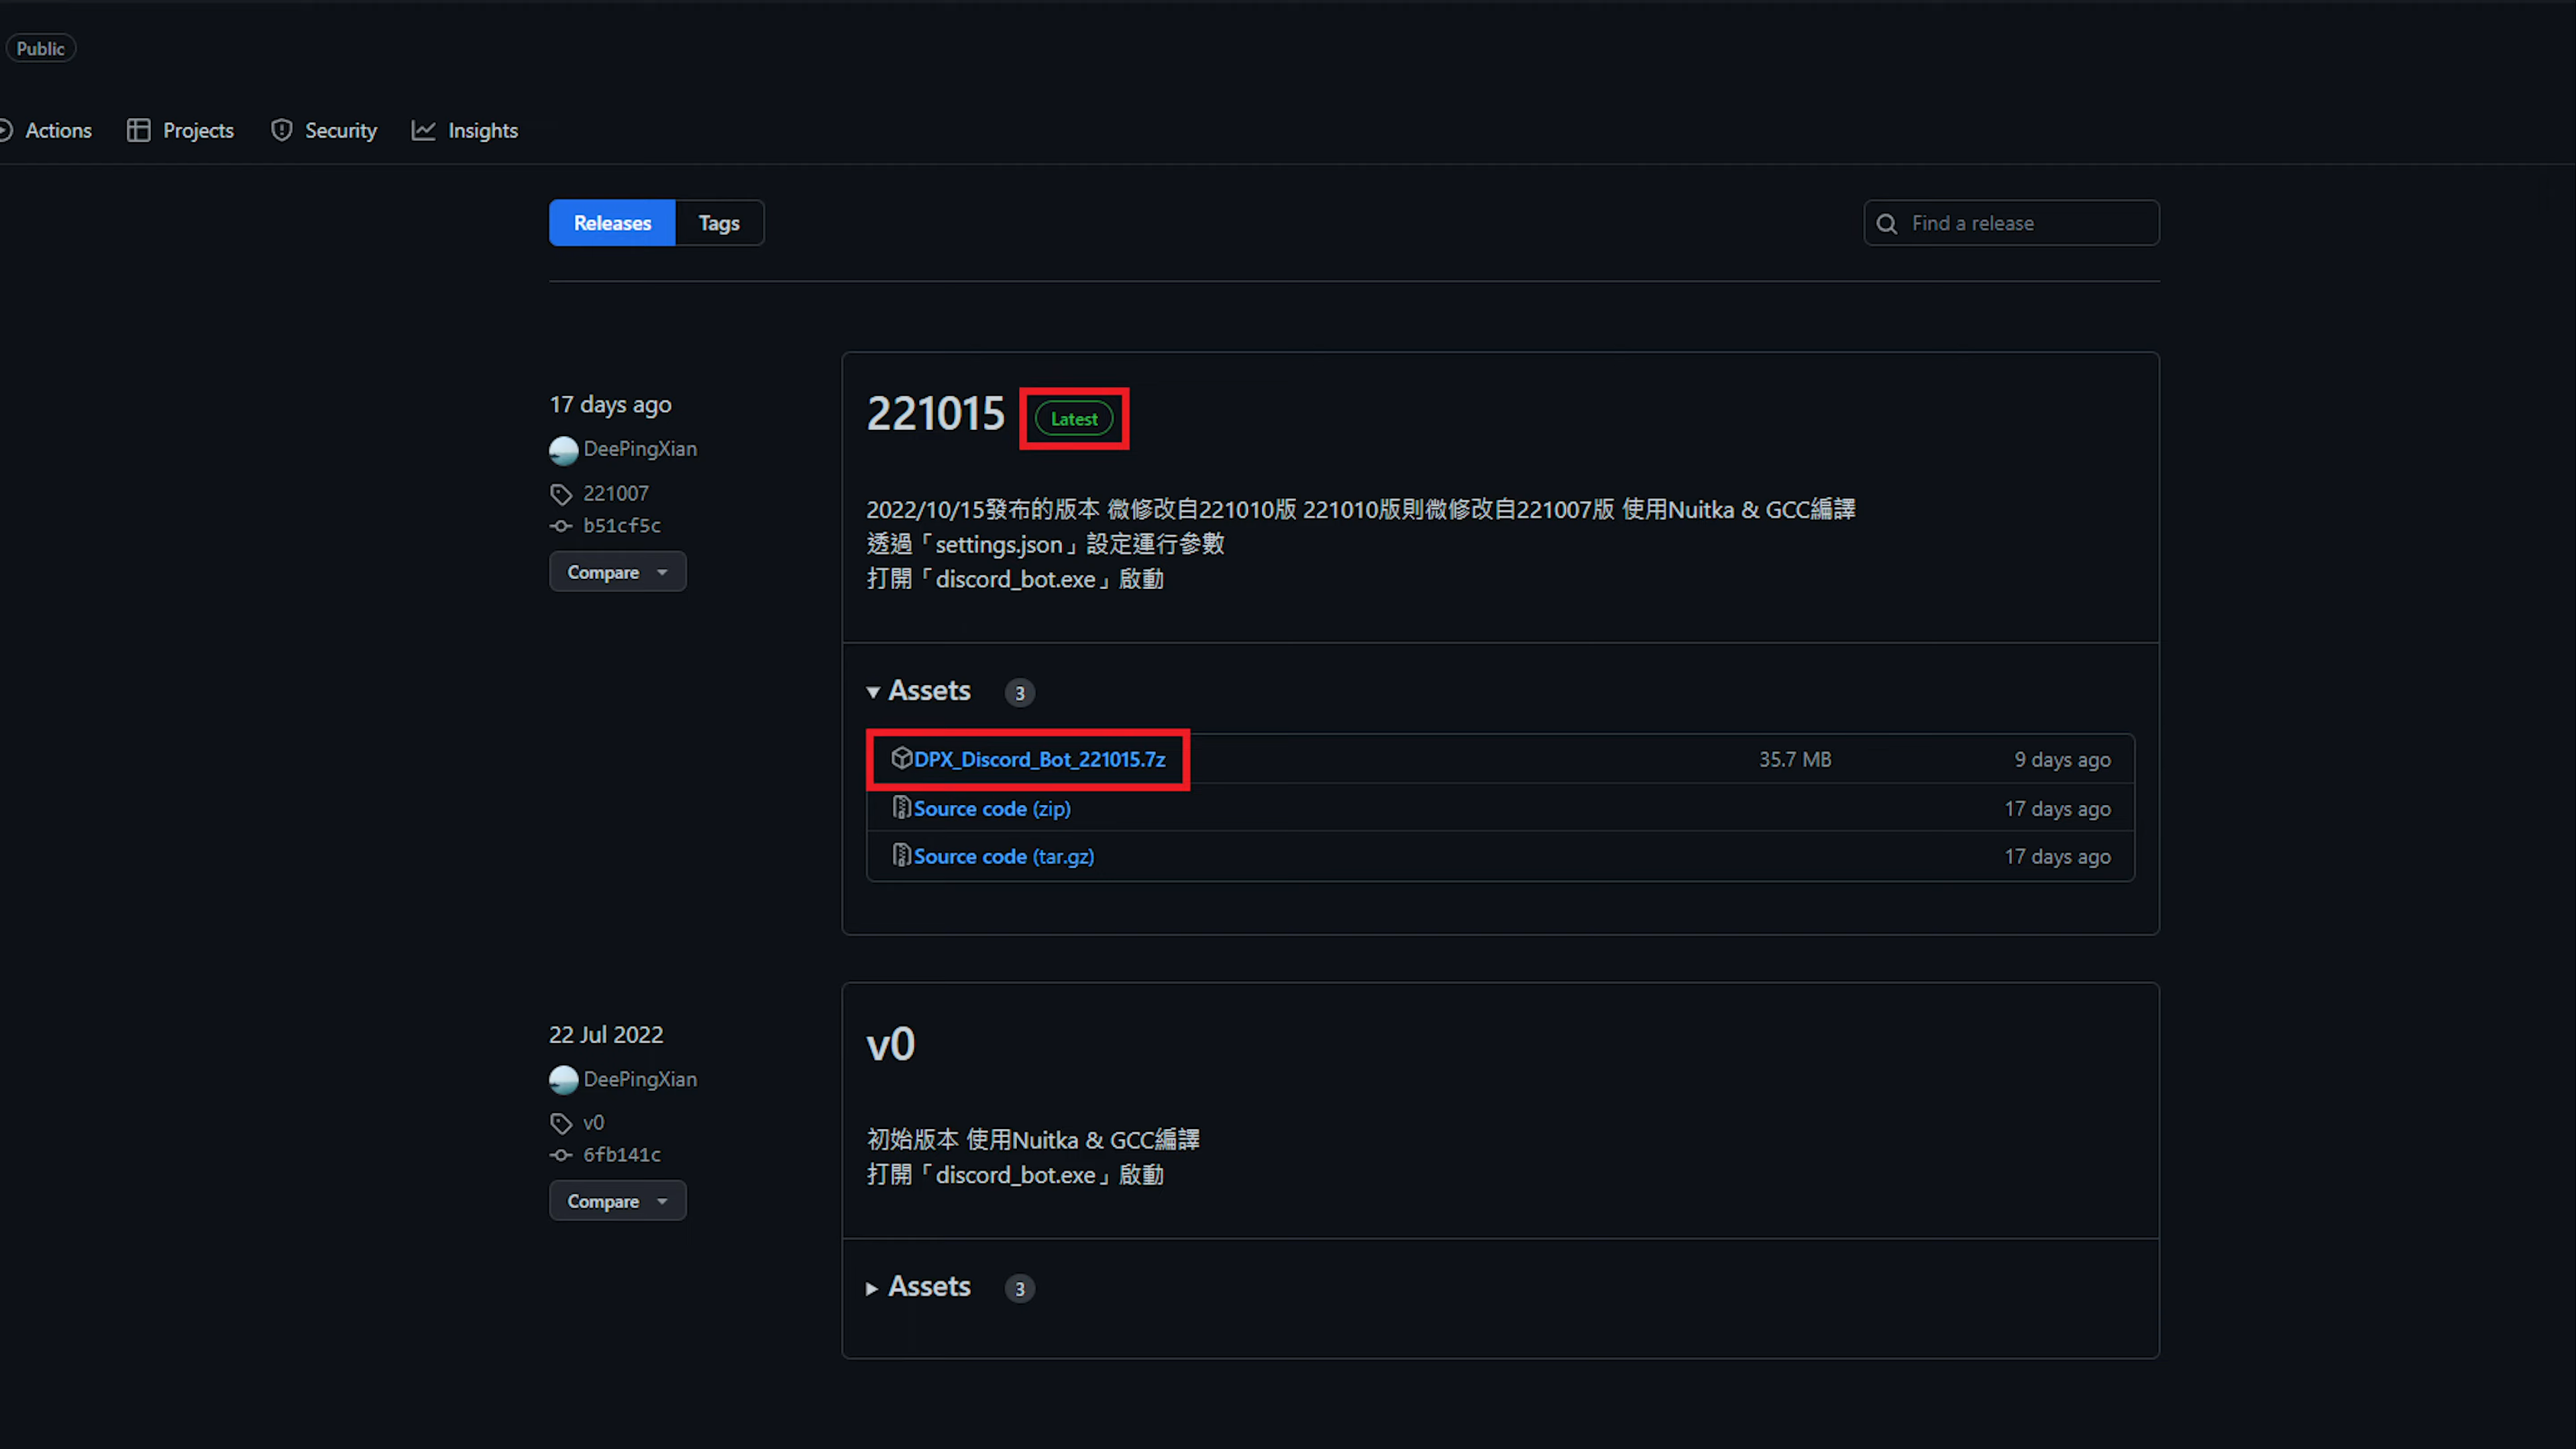 Public
Actions Projects Security Insights
Releases Tags Find a release
17 days ago
DeePingXian
221007
b51cf5c
Compare
221015 Latest
2022/10/15發布的版本 微修改自221010版 221010版則微修改自221007版 使用Nuitka & GCC編譯
透過「settings.json」設定運行參數
打開「discord_bot.exe」啟動
Assets 3
DPX_Discord_Bot_221015.7z 35.7 MB 9 days ago
Source code (zip) 17 days ago
Source code (tar.gz) 17 days ago
22 Jul 2022
DeePingXian
v0
6fb141c
Compare
v0
初始版本 使用Nuitka & GCC編譯
打開「discord_bot.exe」啟動
Assets 3